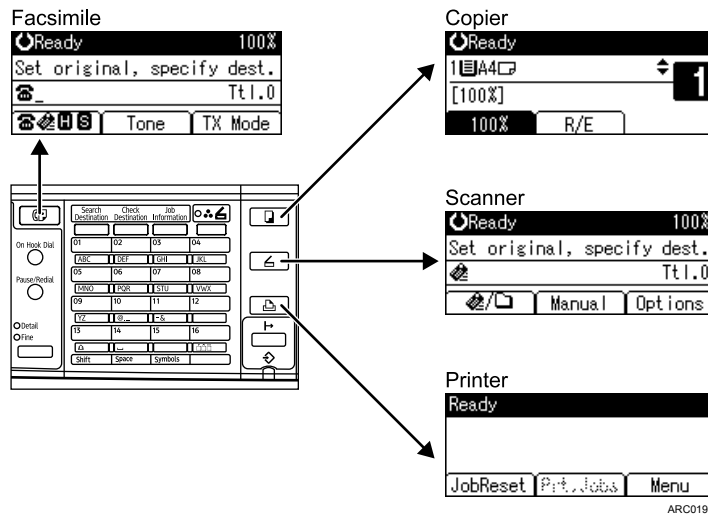 Facsimile
Ready 100%
Set original, specify dest.
_ Ttl.0
H S Tone TX Mode
Copier
Ready
1 A4 1
[100%]
100% R/E
Search Destination Check Destination Job Information
On Hook Dial
Pause/Redial
Detail
Fine
01 02 03 04
ABC DEF GHI JKL
05 06 07 08
MNO PQR STU VWX
09 10 11 12
YZ @._ -&
13 14 15 16
Shift Space Symbols
Scanner
Ready 100%
Set original, specify dest.
Ttl.0
Manual Options
Printer
Ready
JobReset Prt.Jobs Menu
ARC019